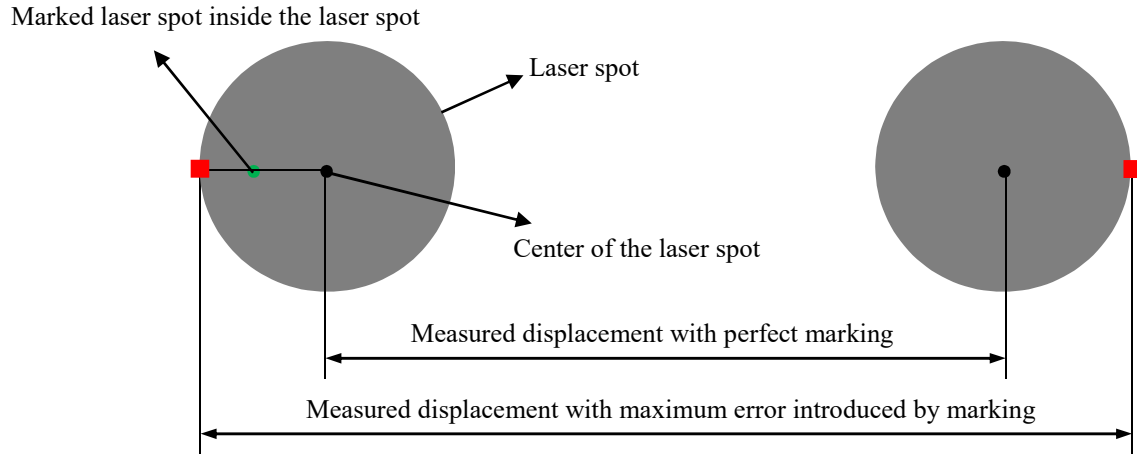 Marked laser spot inside the laser spot
Laser spot
Center of the laser spot
Measured displacement with perfect marking
Measured displacement with maximum error introduced by marking